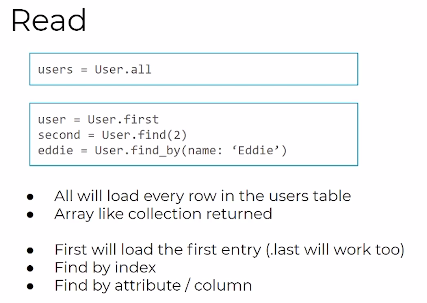 Read
users = User.all
user = User.first
second = User.find(2)
eddie = User.find_by(name: ‘Eddie’)
● All will load every row in the users table
● Array like collection returned
● First will load the first entry (.last will work too)
● Find by index
● Find by attribute / column